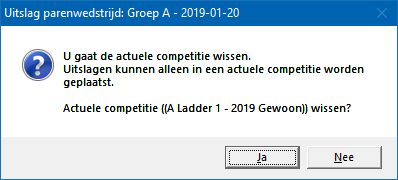 Uitslag parenwedstrijd: Groep A - 2019-01-20
U gaat de actuele competitie wissen.
Uitslagen kunnen alleen in een actuele competitie worden
geplaatst.
Actuele competitie ((A Ladder 1 - 2019 Gewoon)) wissen?
Ja
Nee